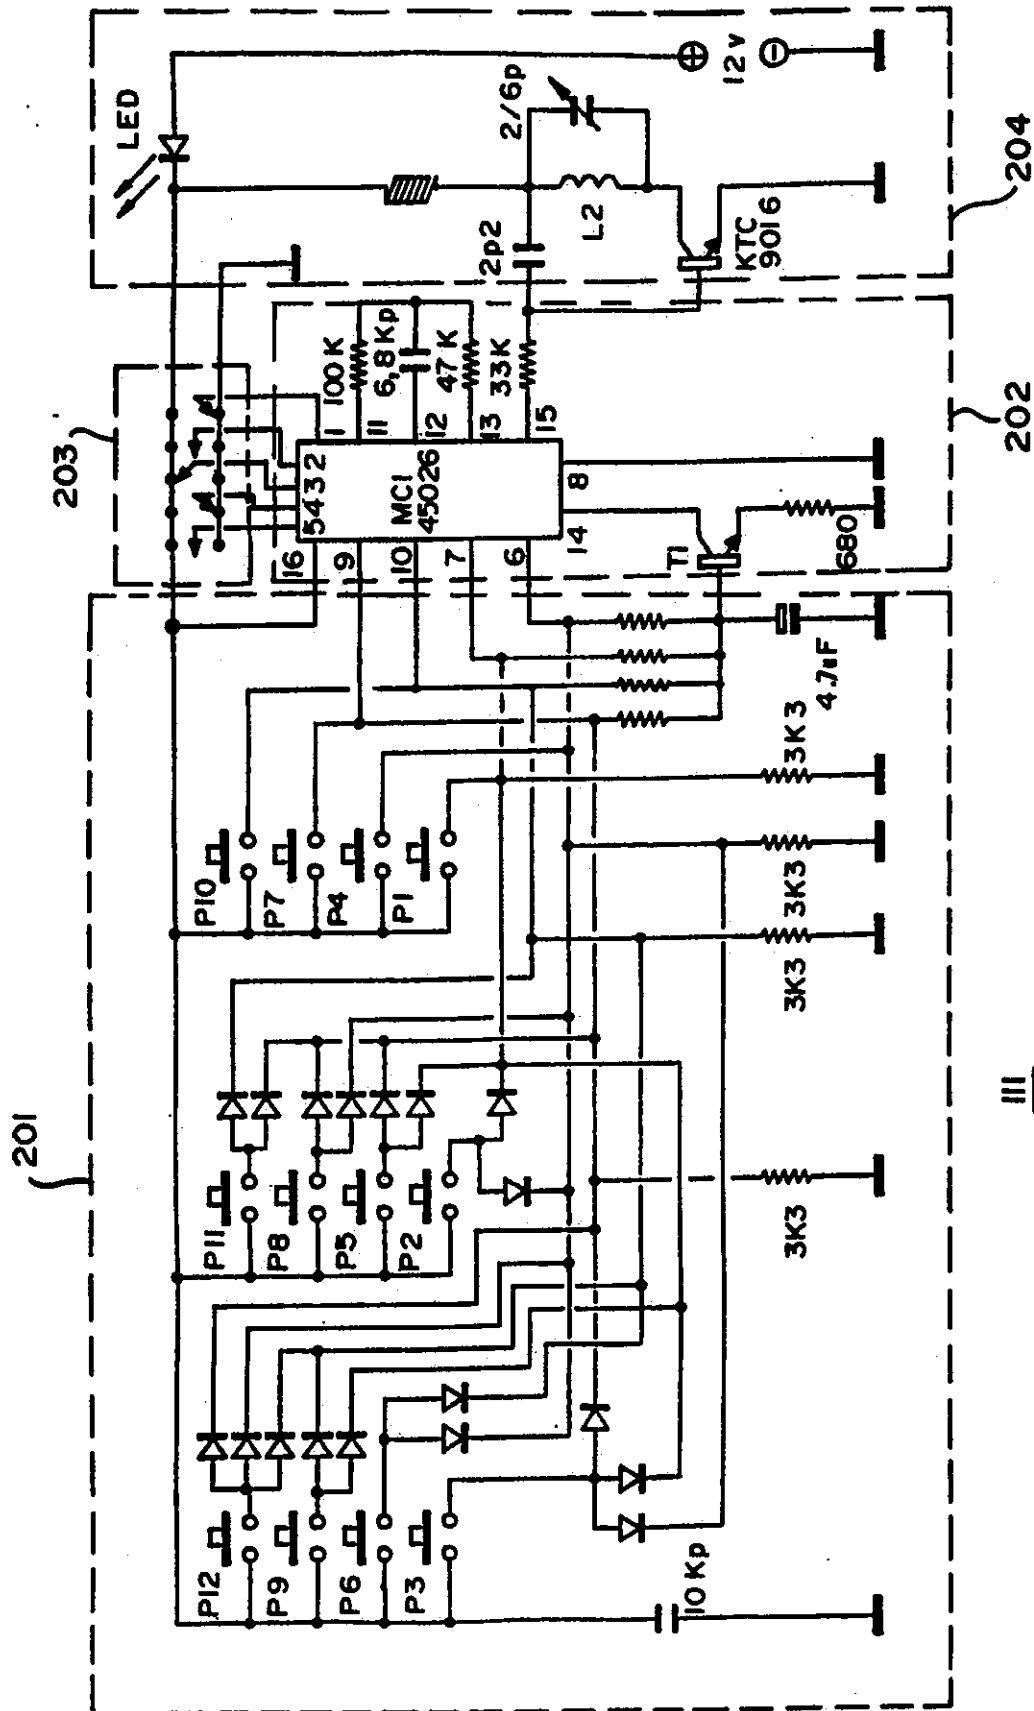 LED
12v
2/6p
L2
2p2
KTC
9016
204
203
100K
6,8Kp
47K
33K
1
11
12
13
15
5432
MC1
45026
16
9
10
7
6
14
8
T1
680
202
4.7uF
3K3
3K3
3K3
3K3
P10
P7
P4
P1
P11
P8
P5
P2
P12
P9
P6
P3
10Kp
201
III